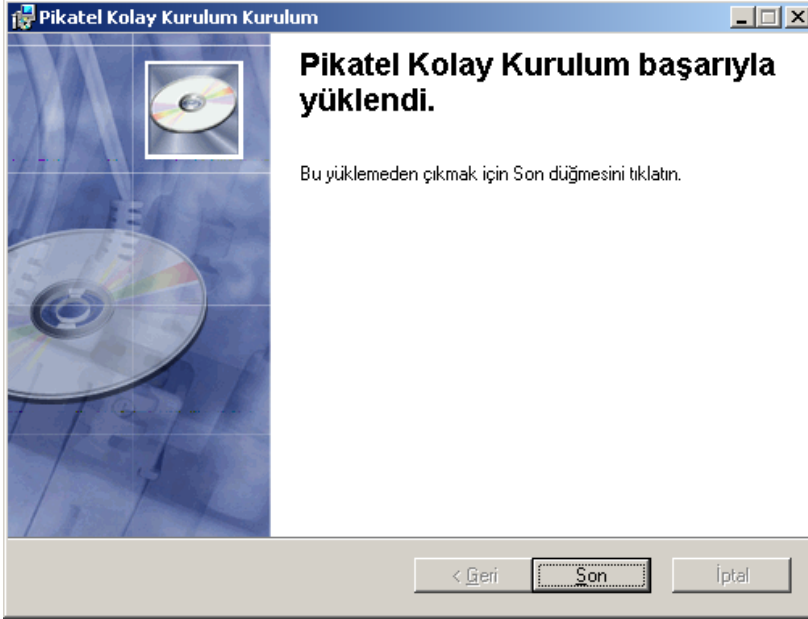 Pikatel Kolay Kurulum Kurulum
Pikatel Kolay Kurulum başarıyla
yüklendi.
Bu yüklemeden çıkmak için Son düğmesini tıklatın.
< Geri
Son
İptal